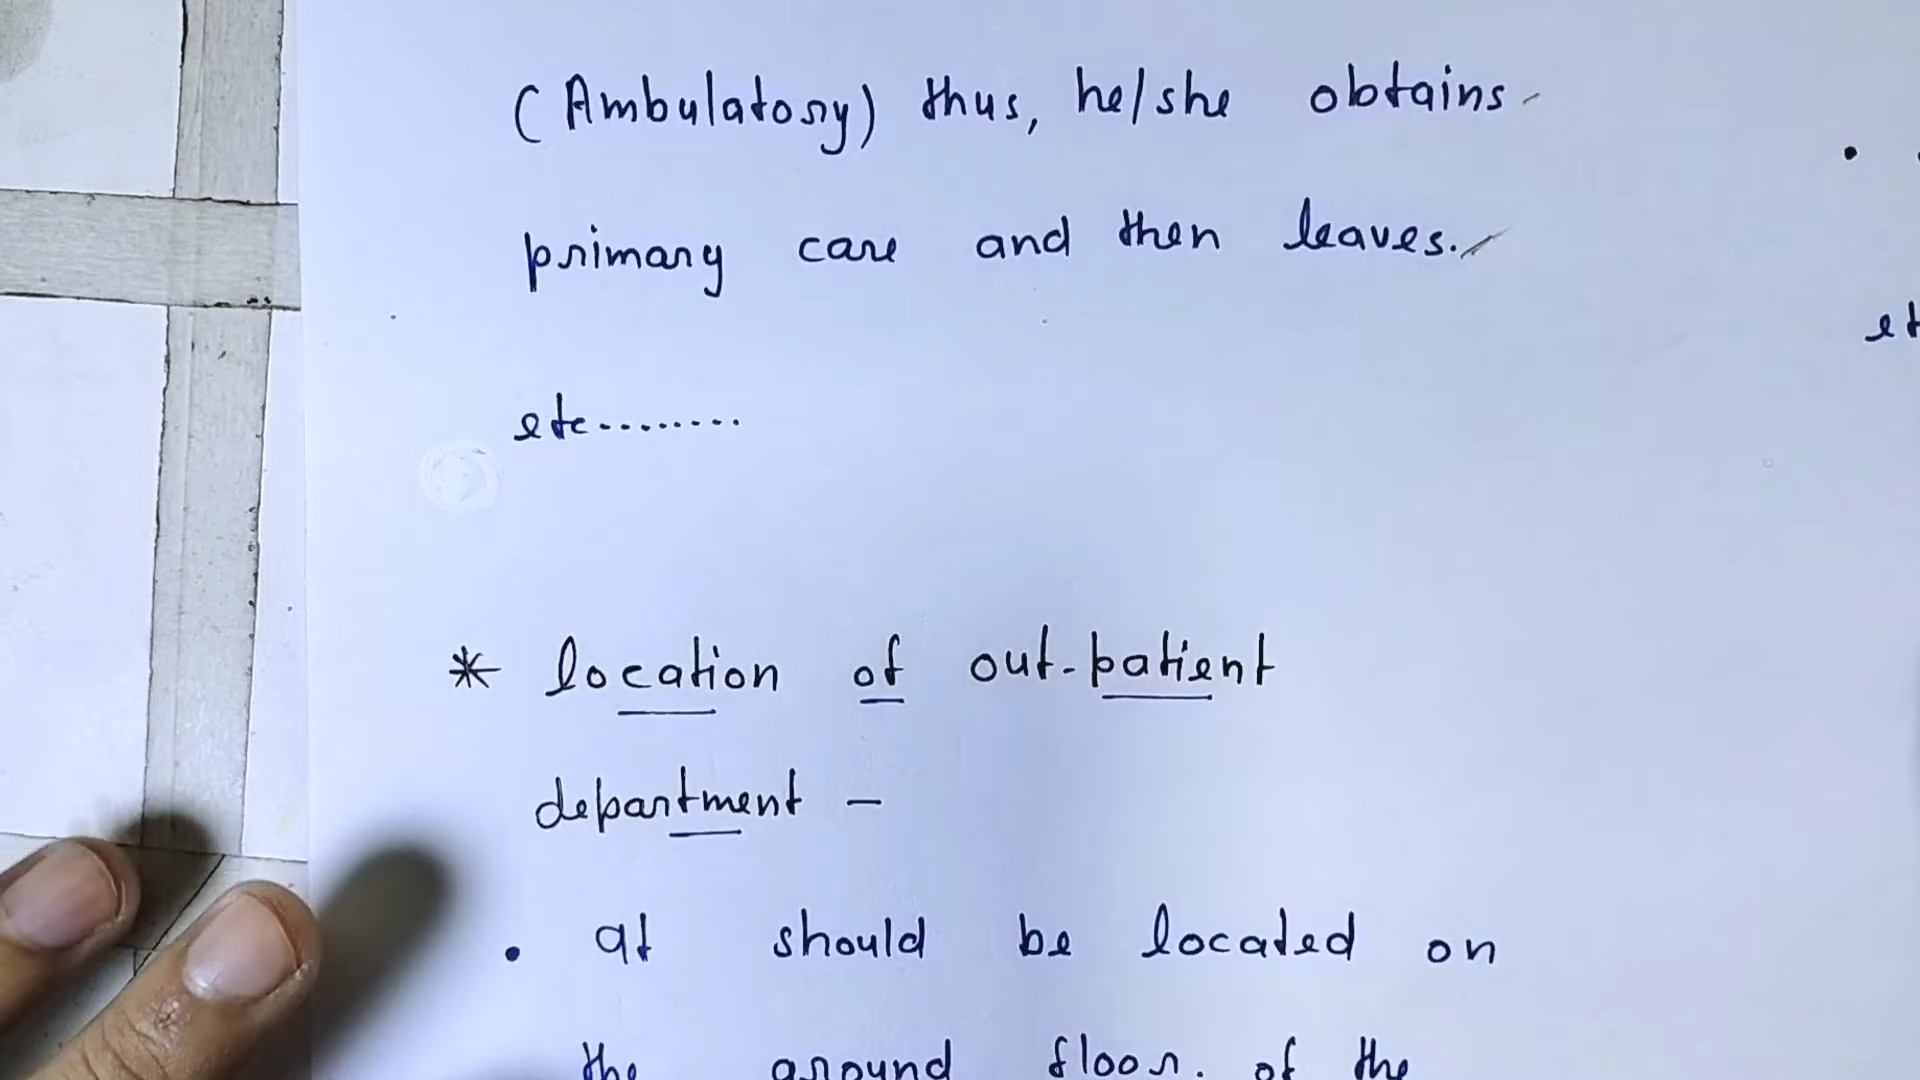 (Ambulatory) thus, he/she obtains
primary care and then leaves.
etc........
* location of out-patient
department –
• It should be located on
the ground floor. of the